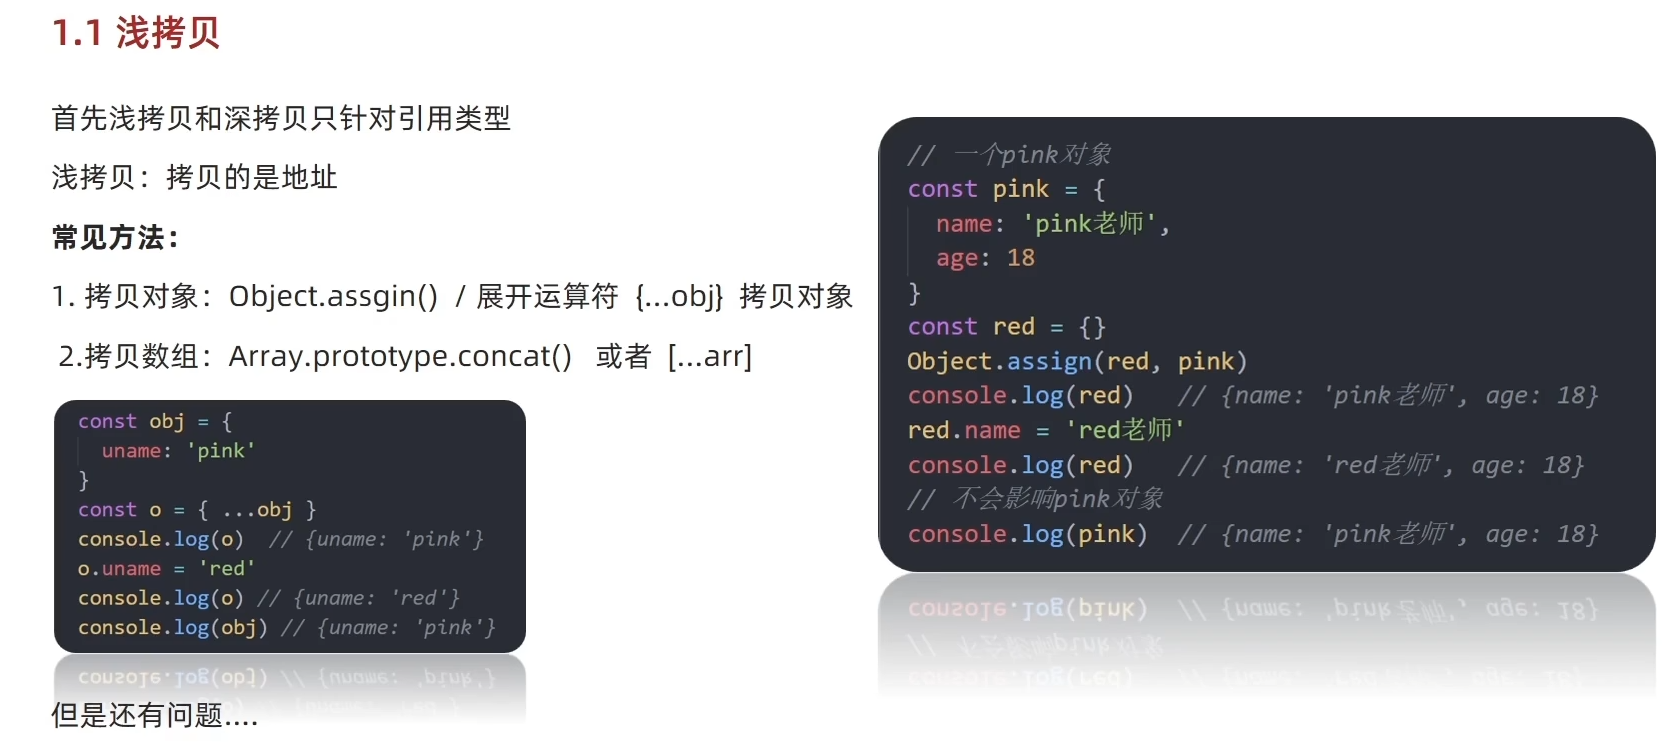 1.1 浅拷贝
首先浅拷贝和深拷贝只针对引用类型
浅拷贝：拷贝的是地址
常见方法：
1. 拷贝对象：Object.assgin() / 展开运算符 {...obj} 拷贝对象
2.拷贝数组：Array.prototype.concat() 或者 [...arr]
const obj = {
  uname: 'pink'
}
const o = { ...obj }
console.log(o)  // {uname: 'pink'}
o.uname = 'red'
console.log(o) // {uname: 'red'}
console.log(obj) // {uname: 'pink'}
但是还有问题....
// 一个pink对象
const pink = {
  name: 'pink老师',
  age: 18
}
const red = {}
Object.assign(red, pink)
console.log(red)   // {name: 'pink老师', age: 18}
red.name = 'red老师'
console.log(red)   // {name: 'red老师', age: 18}
// 不会影响pink对象
console.log(pink)  // {name: 'pink老师', age: 18}